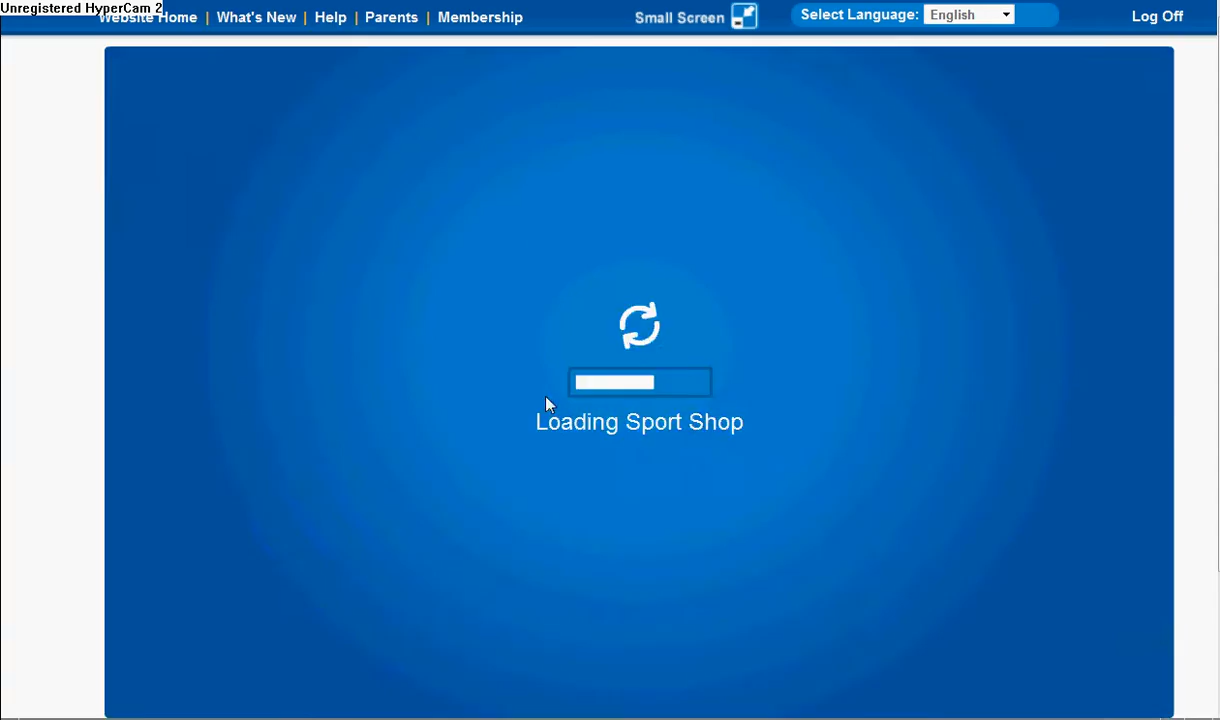 Unregistered HyperCam 2
Website Home | What's New | Help | Parents | Membership
Small Screen
Select Language: English
Log Off
Loading Sport Shop